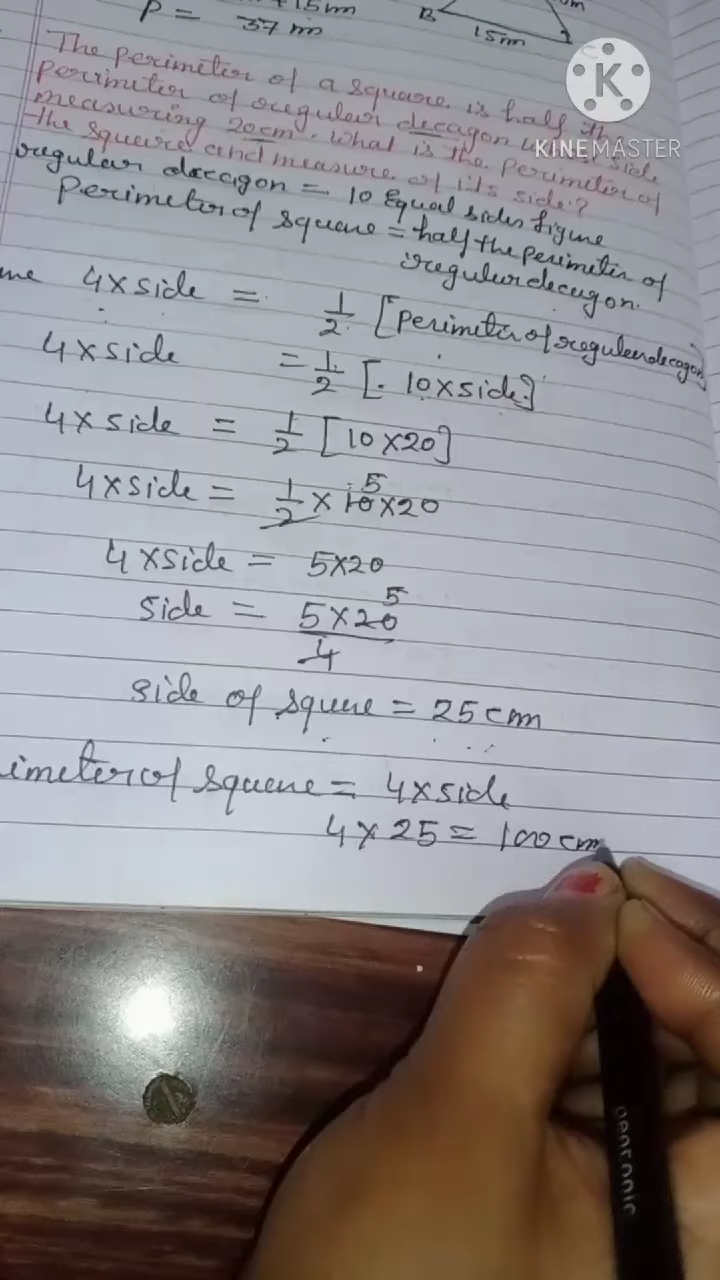 P = 
37 m
B
15m
K
KINEMASTER
The perimeter of a square is half the
perimeter of regular decagon side
measuring 20cm. What is the perimeter of
the square and measure of its side?
regular decagon = 10 Equal sides figure
Perimeter of square = half the perimeter of
regular decagon.
4 x side = 1/2 [perimeter of regular decagon]
4 x side = 1/2 [. 10 x side.]
4 x side = 1/2 [10 x 20]
4 x side = 1/2 x 10 5 x 20
4 x side = 5 x 20
side = 5 x 20 5 / 4
side of squre = 25 cm
imeter of square = 4 x side
4 x 25 = 100 cm